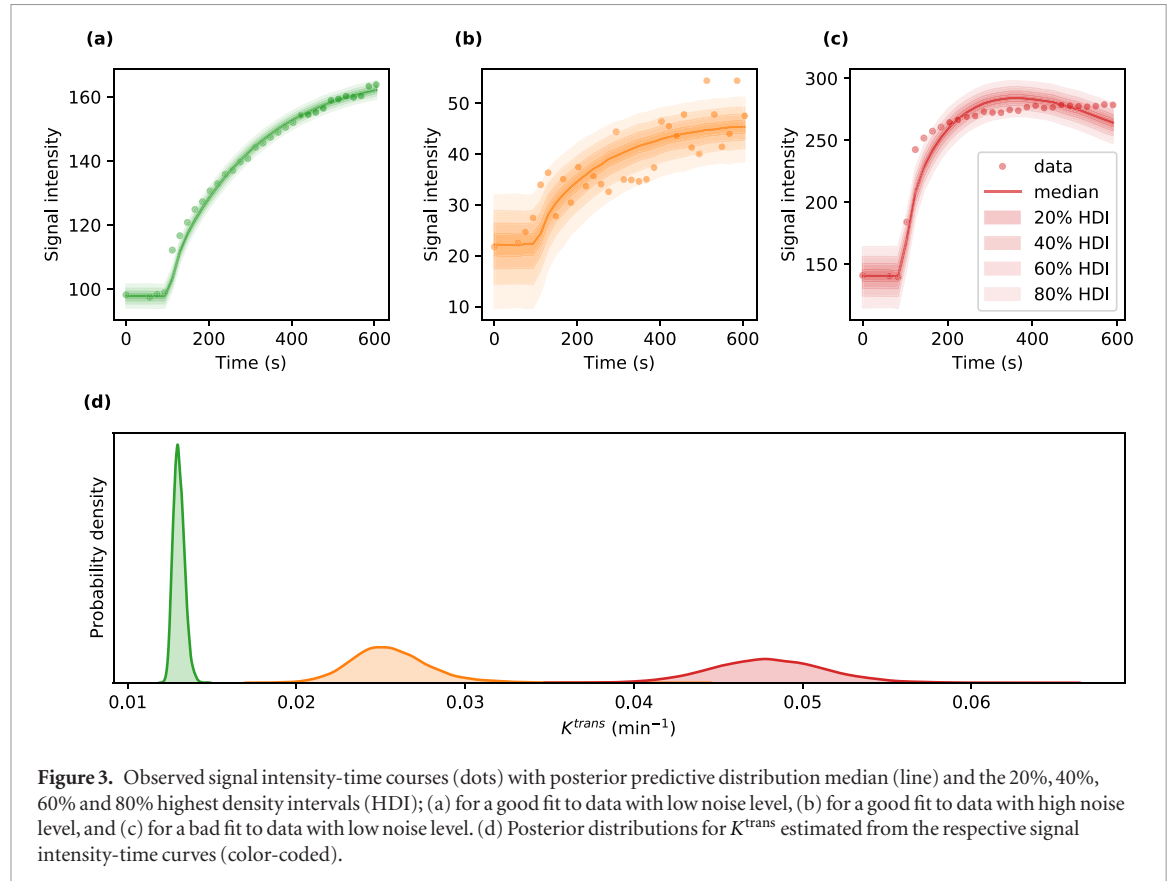 (a)
(b)
(c)
160
140
120
100
Signal intensity
0
200
400
600
Time (s)
50
40
30
20
10
Signal intensity
0
200
400
600
Time (s)
300
250
200
150
Signal intensity
0
200
400
600
Time (s)
data
median
20% HDI
40% HDI
60% HDI
80% HDI
(d)
Probability density
0.01
0.02
0.03
0.04
0.05
0.06
K^trans (min⁻¹)
Figure 3. Observed signal intensity-time courses (dots) with posterior predictive distribution median (line) and the 20%, 40%,
60% and 80% highest density intervals (HDI); (a) for a good fit to data with low noise level, (b) for a good fit to data with high noise
level, and (c) for a bad fit to data with low noise level. (d) Posterior distributions for K^trans estimated from the respective signal
intensity-time curves (color-coded).